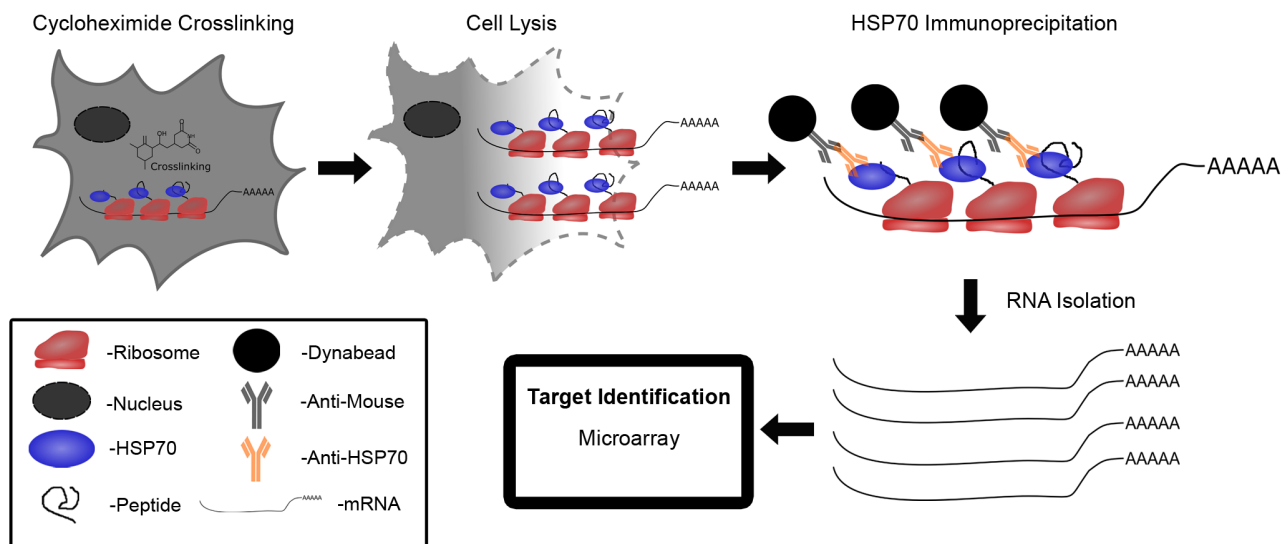 Cycloheximide Crosslinking
Cell Lysis
HSP70 Immunoprecipitation
OH
O
NH
O
O
Crosslinking
AAAAA
AAAAA
AAAAA
AAAAA
RNA Isolation
AAAAA
AAAAA
AAAAA
AAAAA
Target Identification
Microarray
-Ribosome
-Dynabead
-Nucleus
-Anti-Mouse
-HSP70
-Anti-HSP70
-Peptide
AAAAA
-mRNA